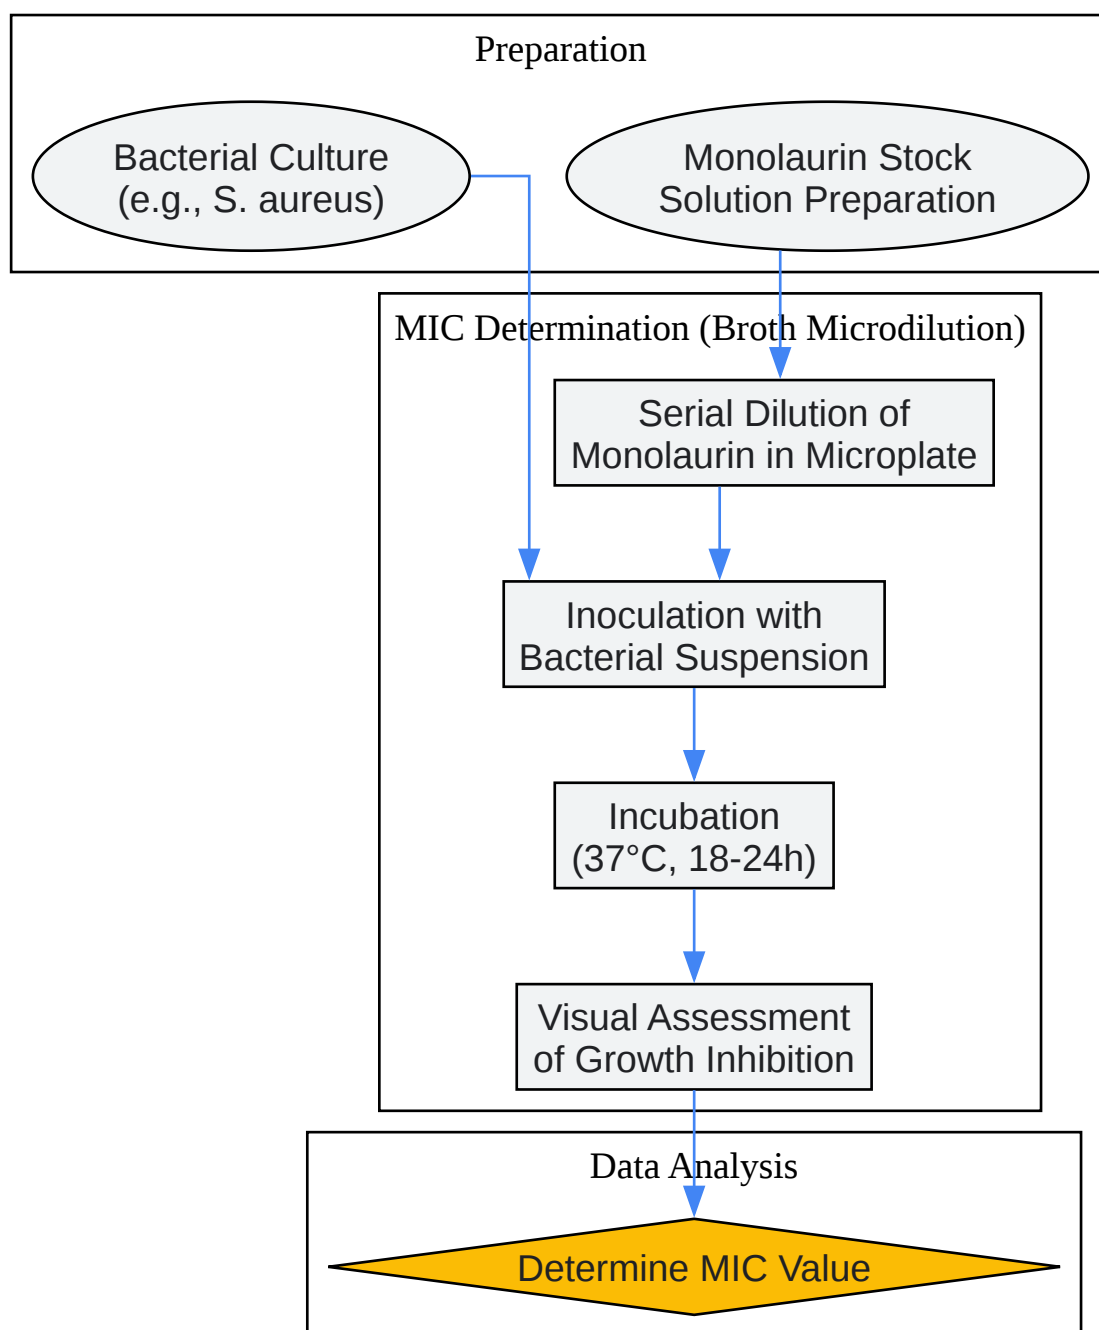 Preparation
Bacterial Culture
(e.g., S. aureus)
Monolaurin Stock
Solution Preparation
MIC Determination (Broth Microdilution)
Serial Dilution of
Monolaurin in Microplate
Inoculation with
Bacterial Suspension
Incubation
(37°C, 18-24h)
Visual Assessment
of Growth Inhibition
Data Analysis
Determine MIC Value